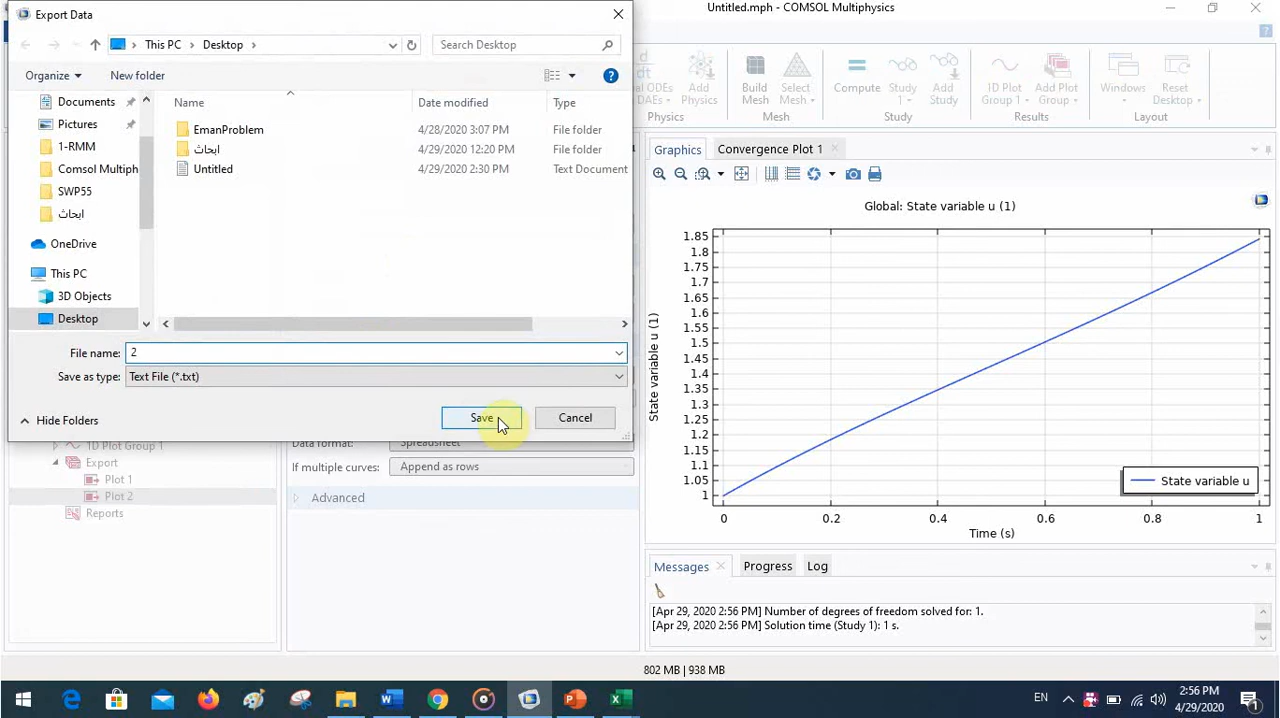 Export Data
Untitled.mph - COMSOL Multiphysics
This PC
Desktop
Search Desktop
Organize
New folder
Documents
Pictures
1-RMM
Comsol Multiph
SWP55
ابحاث
OneDrive
This PC
3D Objects
Desktop
Name
Date modified
Type
EmanProblem
4/28/2020 3:07 PM
File folder
ابحاث
4/29/2020 12:20 PM
File folder
Untitled
4/29/2020 2:30 PM
Text Document
File name:
2
Save as type:
Text File (*.txt)
Hide Folders
Save
Cancel
d
dt
al ODEs
DAEs
Add
Physics
Physics
Build
Mesh
Select
Mesh
Mesh
Compute
Study
1
Add
Study
Study
1D Plot
Group 1
Add Plot
Group
Results
Windows
Reset
Desktop
Layout
Graphics
Convergence Plot 1
Global: State variable u (1)
1.85
1.8
1.75
1.7
1.65
1.6
1.55
1.5
1.45
1.4
1.35
1.3
1.25
1.2
1.15
1.1
1.05
1
State variable u (1)
State variable u
0
0.2
0.4
0.6
0.8
1
Time (s)
1D Plot Group 1
Export
Plot 1
Plot 2
Reports
Data format:
Spreadsheet
If multiple curves:
Append as rows
Advanced
Messages
Progress
Log
[Apr 29, 2020 2:56 PM] Number of degrees of freedom solved for: 1.
[Apr 29, 2020 2:56 PM] Solution time (Study 1): 1 s.
802 MB | 938 MB
EN
2:56 PM
4/29/2020
1